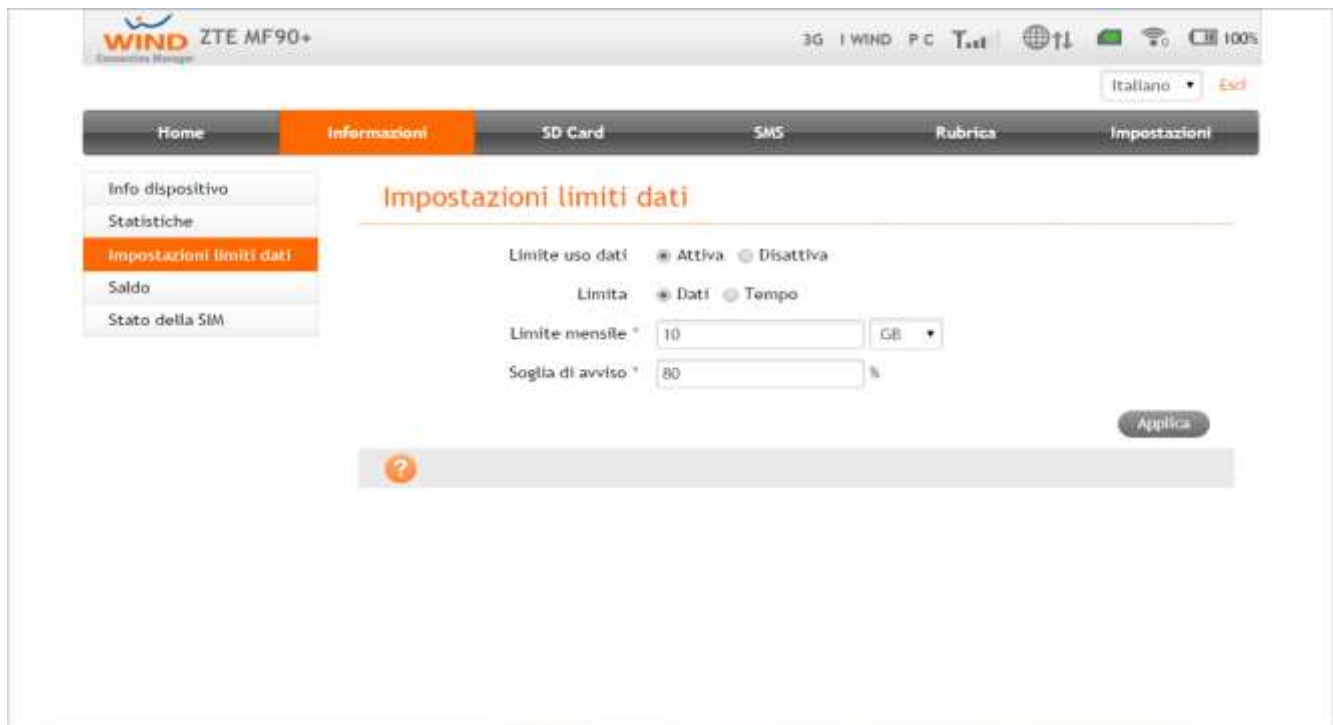 WIND ZTE MF90+
Connection Manager
3G I WIND P C 100%
Italiano Esci
Home Informazioni SD Card SMS Rubrica Impostazioni
Info dispositivo
Statistiche
Impostazioni limiti dati
Saldo
Stato della SIM
Impostazioni limiti dati
Limite uso dati Attiva Disattiva
Limita Dati Tempo
Limite mensile * 10 GB
Soglia di avviso * 80 %
Applica
?